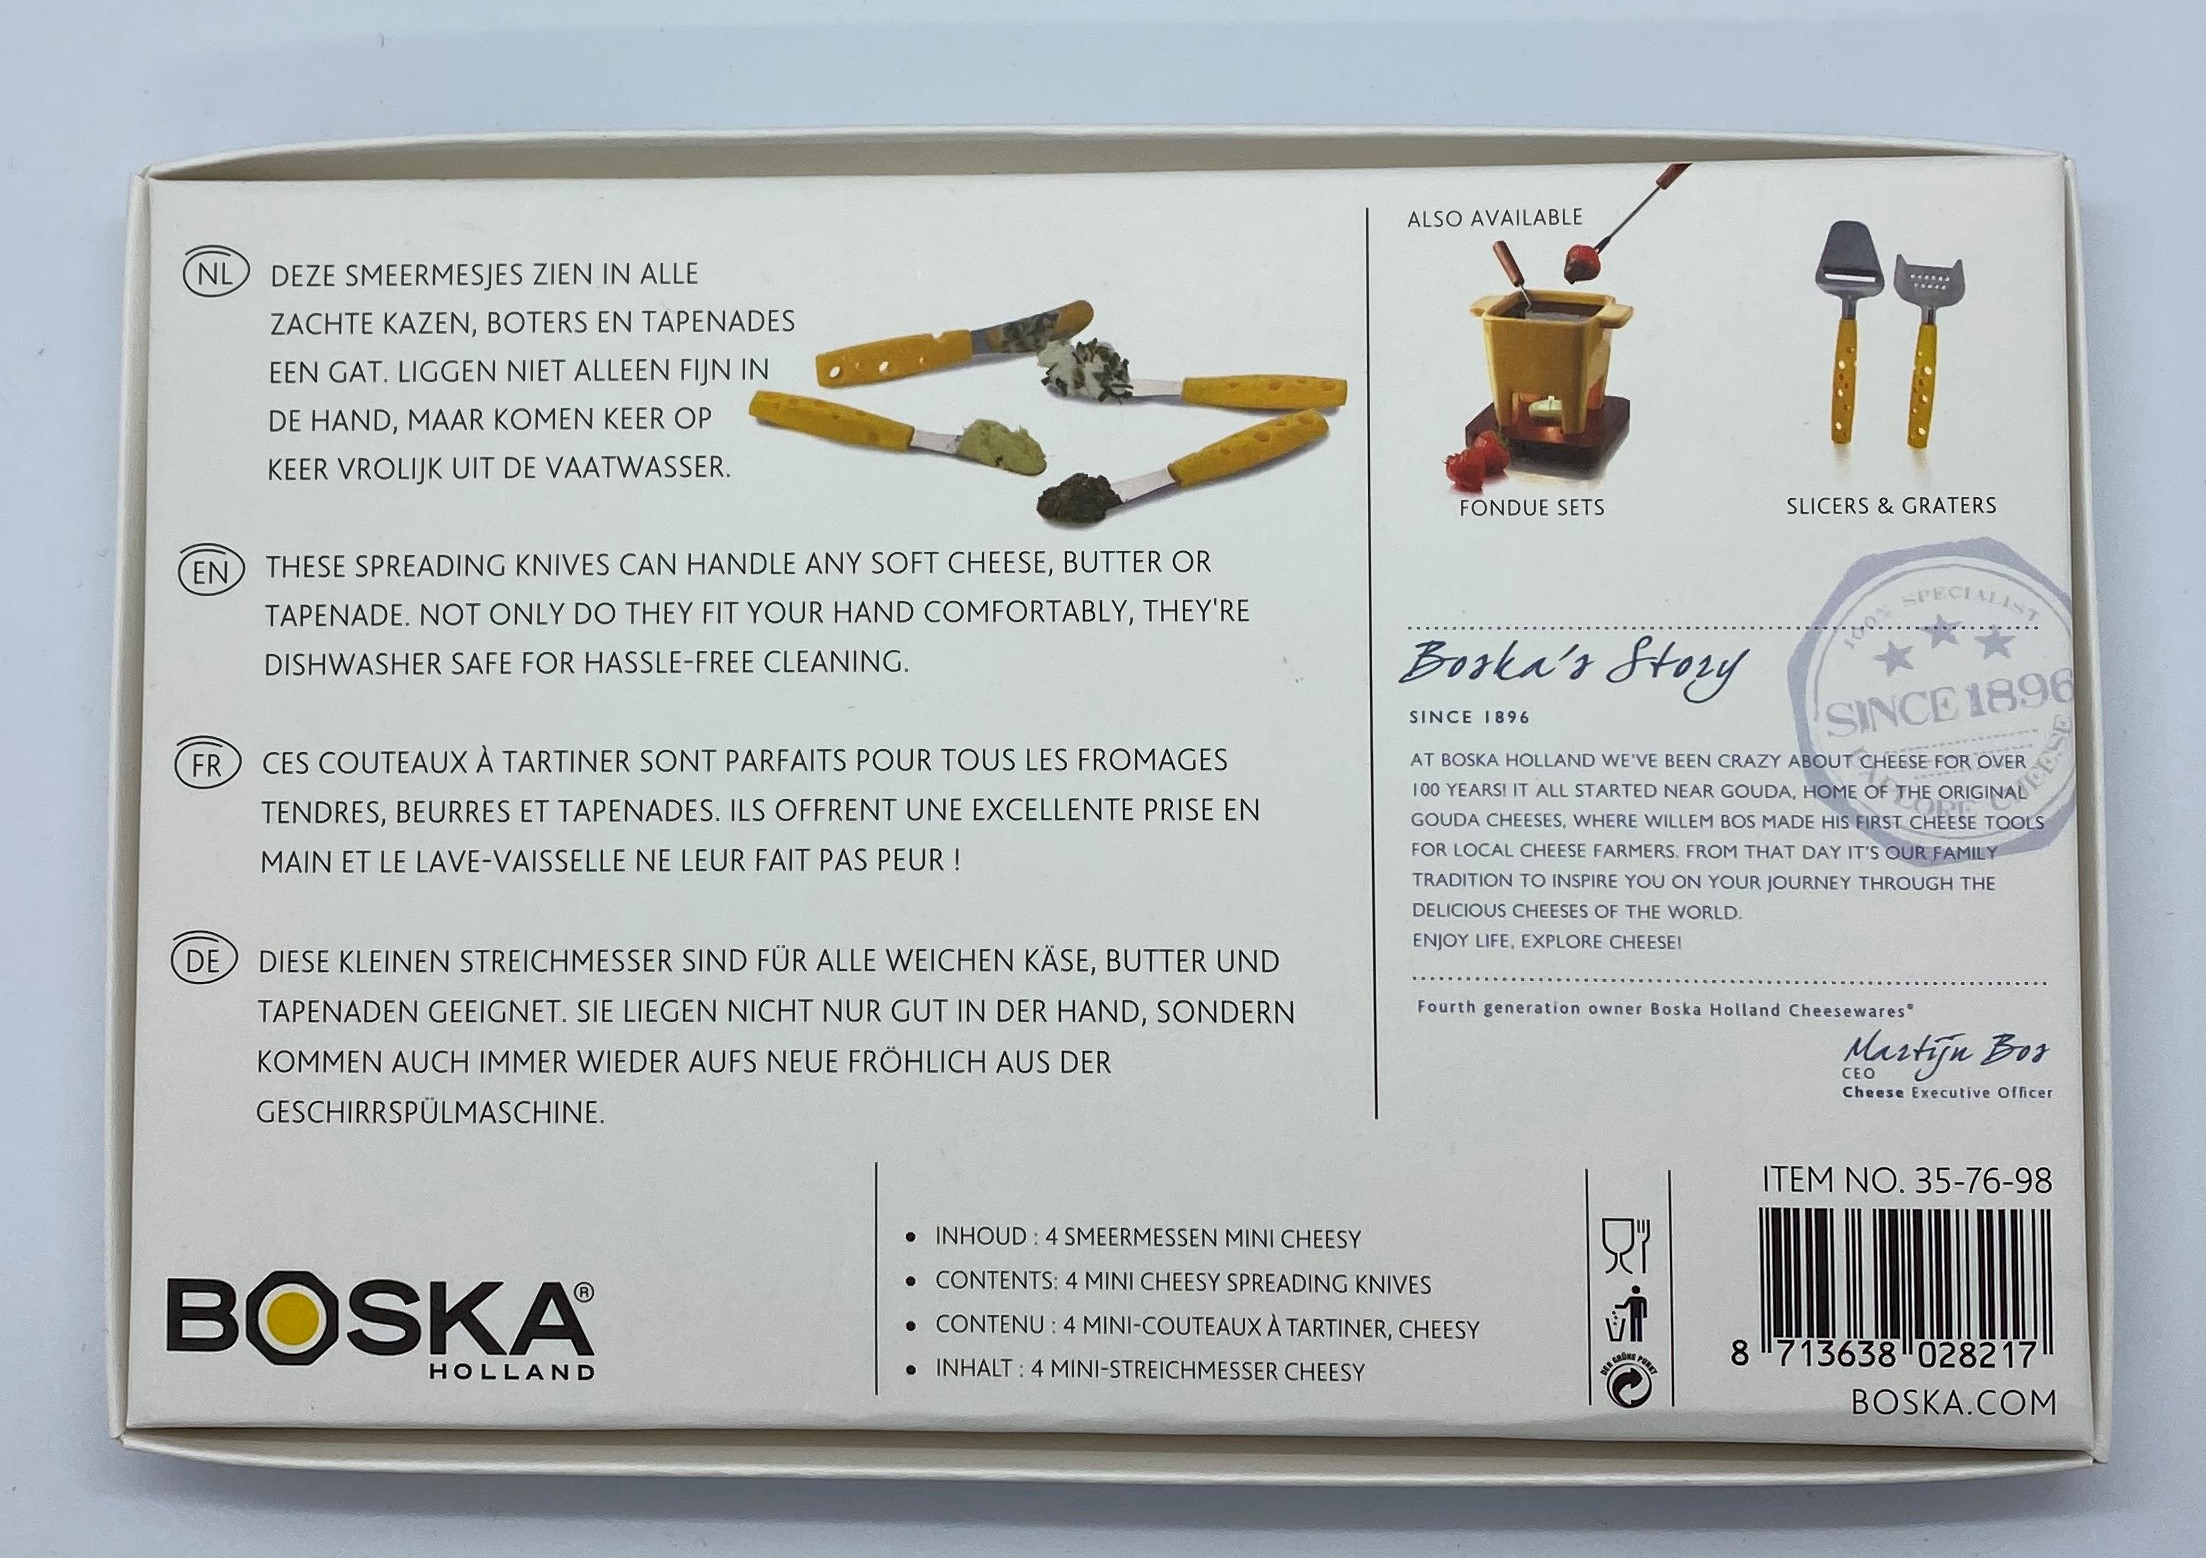 NL
DEZE SMEERMESJES ZIEN IN ALLE
ZACHTE KAZEN, BOTERS EN TAPENADES
EEN GAT. LIGGEN NIET ALLEEN FIJN IN
DE HAND, MAAR KOMEN KEER OP
KEER VROLIJK UIT DE VAATWASSER.
EN
THESE SPREADING KNIVES CAN HANDLE ANY SOFT CHEESE, BUTTER OR
TAPENADE. NOT ONLY DO THEY FIT YOUR HAND COMFORTABLY, THEY'RE
DISHWASHER SAFE FOR HASSLE-FREE CLEANING.
FR
CES COUTEAUX À TARTINER SONT PARFAITS POUR TOUS LES FROMAGES
TENDRES, BEURRES ET TAPENADES. ILS OFFRENT UNE EXCELLENTE PRISE EN
MAIN ET LE LAVE-VAISSELLE NE LEUR FAIT PAS PEUR !
DE
DIESE KLEINEN STREICHMESSER SIND FÜR ALLE WEICHEN KÄSE, BUTTER UND
TAPENADEN GEEIGNET. SIE LIEGEN NICHT NUR GUT IN DER HAND, SONDERN
KOMMEN AUCH IMMER WIEDER AUFS NEUE FRÖHLICH AUS DER
GESCHIRRSPÜLMASCHINE.
ALSO AVAILABLE
FONDUE SETS
SLICERS & GRATERS
100% SPECIALIST
SINCE 1896
EXPLORE CHEESE
Boska's Story
SINCE 1896
AT BOSKA HOLLAND WE'VE BEEN CRAZY ABOUT CHEESE FOR OVER
100 YEARS! IT ALL STARTED NEAR GOUDA, HOME OF THE ORIGINAL
GOUDA CHEESES, WHERE WILLEM BOS MADE HIS FIRST CHEESE TOOLS
FOR LOCAL CHEESE FARMERS. FROM THAT DAY IT'S OUR FAMILY
TRADITION TO INSPIRE YOU ON YOUR JOURNEY THROUGH THE
DELICIOUS CHEESES OF THE WORLD.
ENJOY LIFE, EXPLORE CHEESE!
Fourth generation owner Boska Holland Cheesewares®
Martijn Bos
CEO
Cheese Executive Officer
BOSKA®
HOLLAND
• INHOUD : 4 SMEERMESSEN MINI CHEESY
• CONTENTS: 4 MINI CHEESY SPREADING KNIVES
• CONTENU : 4 MINI-COUTEAUX À TARTINER, CHEESY
• INHALT : 4 MINI-STREICHMESSER CHEESY
DER GRÜNE PUNKT
ITEM NO. 35-76-98
8 713638 028217
BOSKA.COM